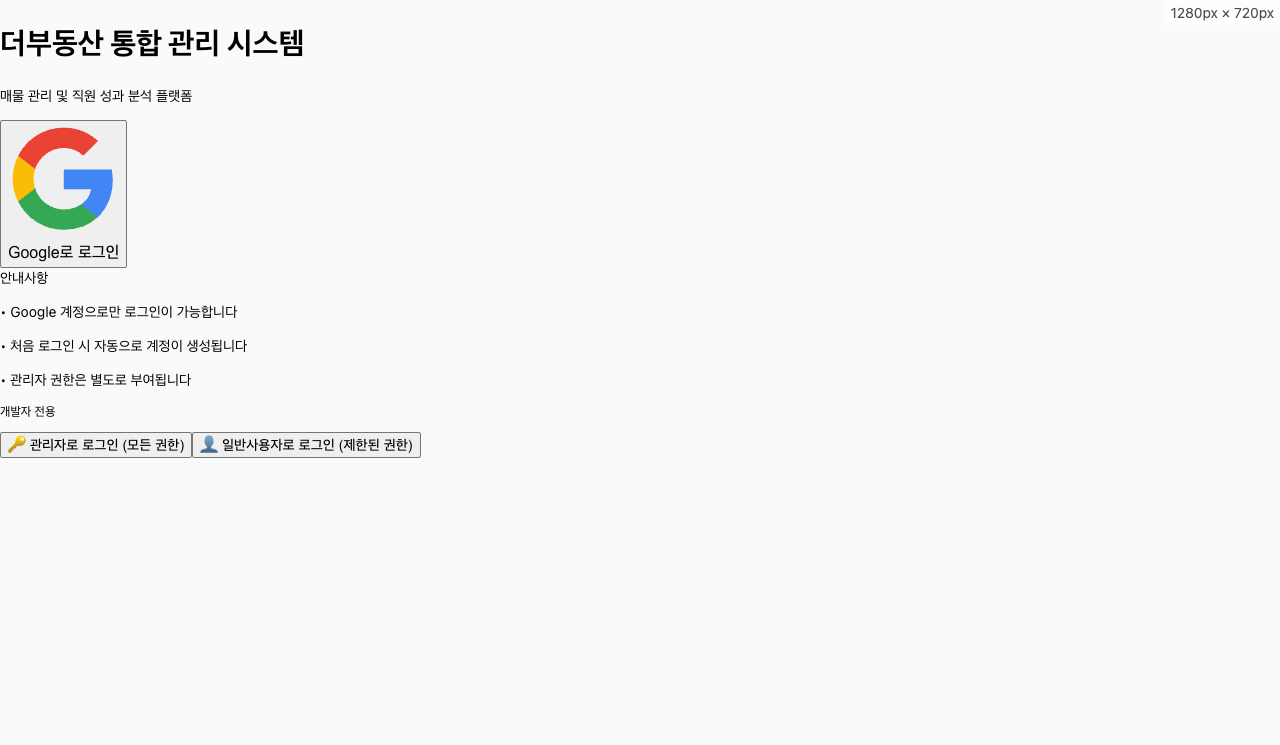 1280px × 720px
더부동산 통합 관리 시스템
매물 관리 및 직원 성과 분석 플랫폼
Google로 로그인
안내사항
• Google 계정으로만 로그인이 가능합니다
• 처음 로그인 시 자동으로 계정이 생성됩니다
• 관리자 권한은 별도로 부여됩니다
개발자 전용
🔑 관리자로 로그인 (모든 권한) 👤 일반사용자로 로그인 (제한된 권한)